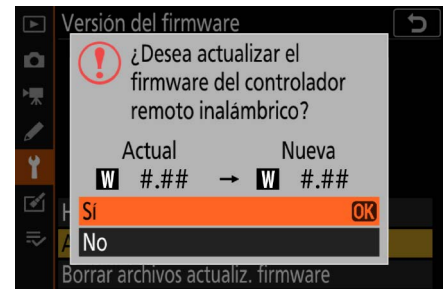 Versión del firmware
¿Desea actualizar el
firmware del controlador
remoto inalámbrico?
Actual Nueva
W #.## → W #.##
Sí OK
No
Borrar archivos actualiz. firmware